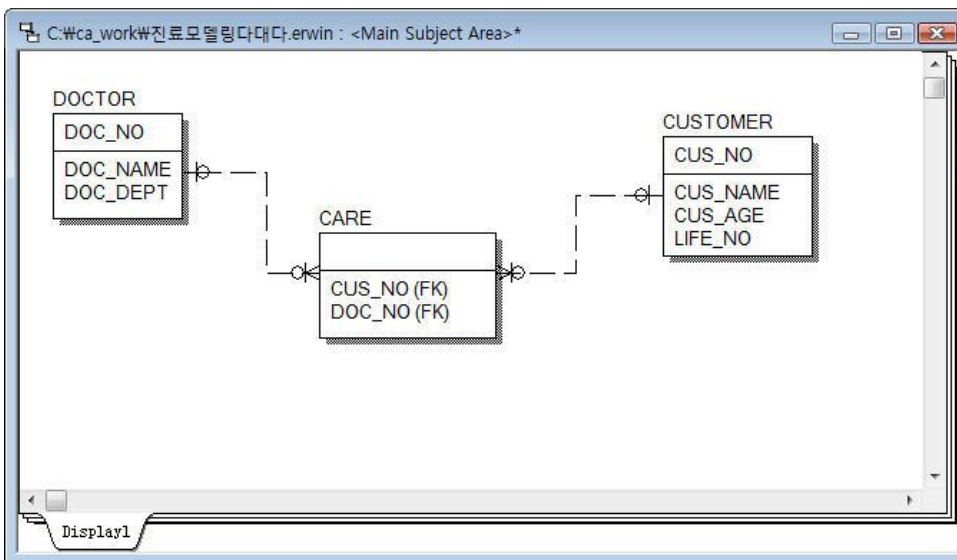 C:₩ca_work₩진료모델링다대다.erwin : <Main Subject Area>*
DOCTOR
DOC_NO
DOC_NAME
DOC_DEPT
CUSTOMER
CUS_NO
CUS_NAME
CUS_AGE
LIFE_NO
CARE
CUS_NO (FK)
DOC_NO (FK)
Display1